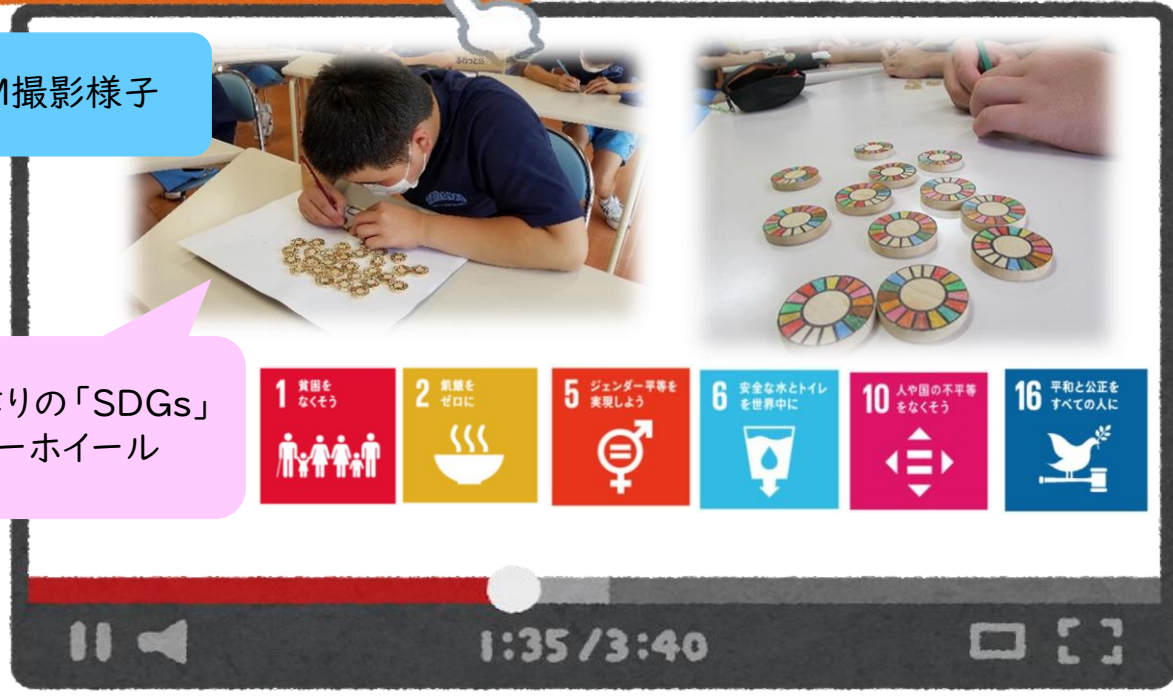 M撮影様子
りの「SDGs」
ーホイール
1 貧困を
なくそう
2 飢餓を
ゼロに
5 ジェンダー平等を
実現しよう
6 安全な水とトイレ
を世界中に
10 人や国の不平等
をなくそう
16 平和と公正を
すべての人に
1:35/3:40